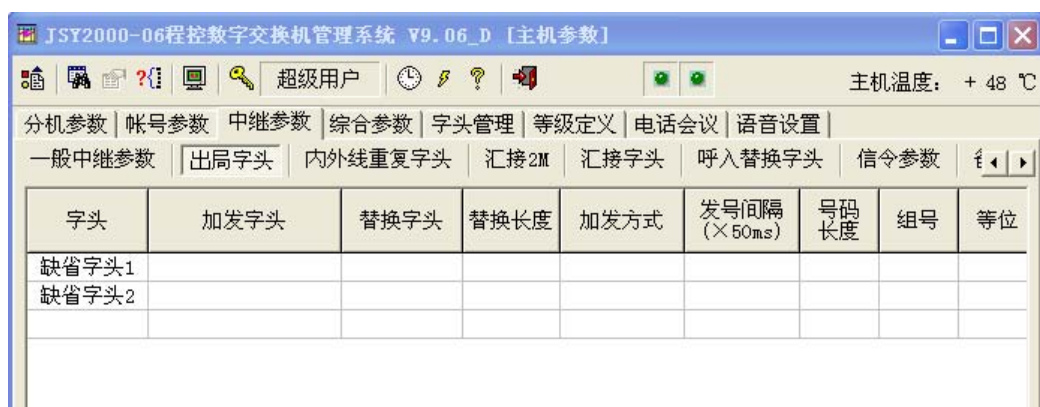 JSY2000-06程控数字交换机管理系统 V9.06_D [主机参数]
超级用户 主机温度: + 48 ℃
分机参数 帐号参数 中继参数 综合参数 字头管理 等级定义 电话会议 语音设置
一般中继参数 出局字头 内外线重复字头 汇接2M 汇接字头 呼入替换字头 信令参数
字头 加发字头 替换字头 替换长度 加发方式 发号间隔 (×50ms) 号码长度 组号 等位
缺省字头1
缺省字头2